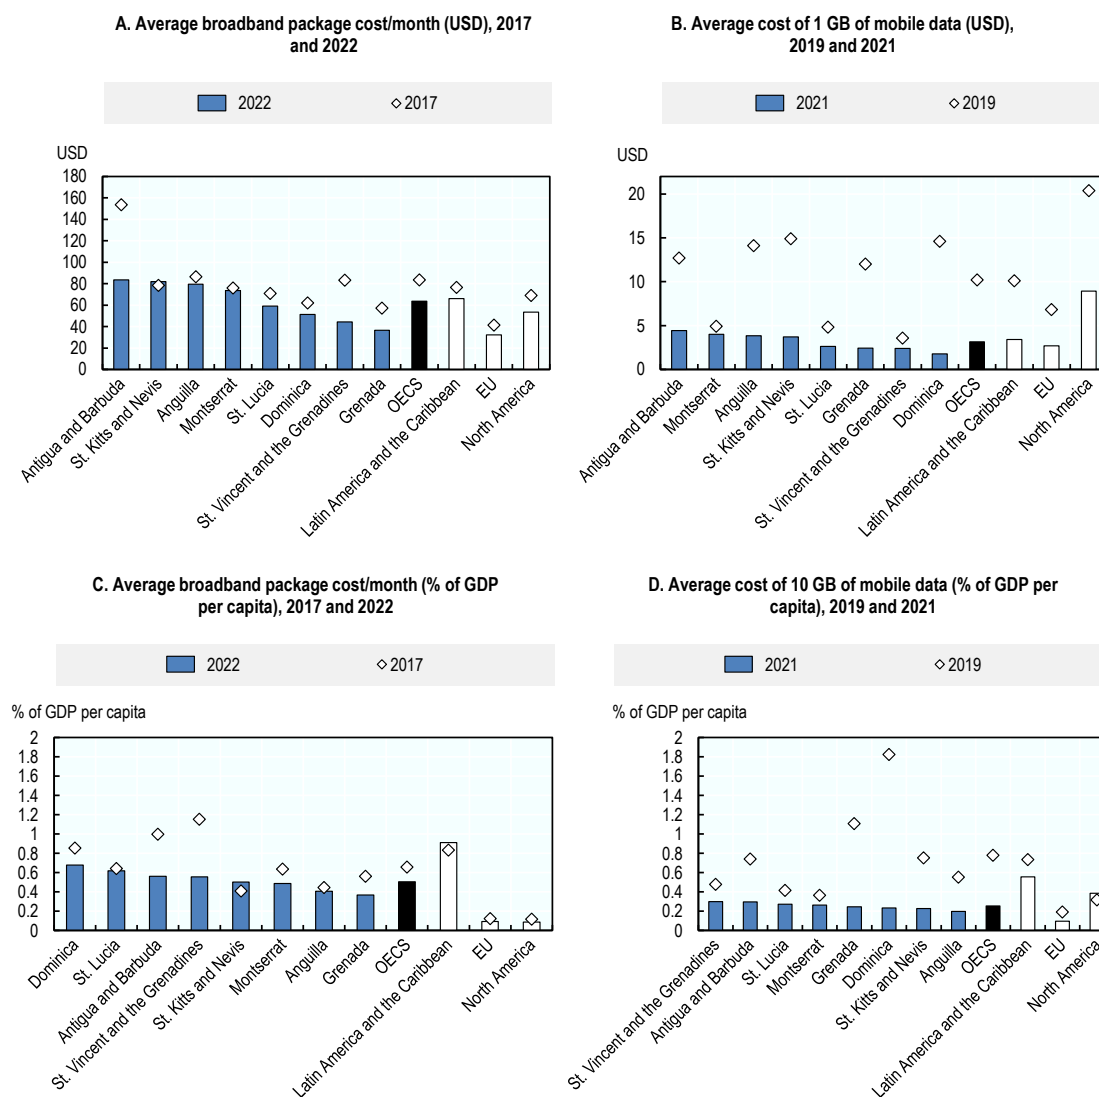 A. Average broadband package cost/month (USD), 2017
and 2022
2022
2017
USD
180
160
140
120
100
80
60
40
20
0
Antigua and Barbuda
St. Kitts and Nevis
Anguilla
Montserrat
St. Lucia
Dominica
St. Vincent and the Grenadines
Grenada
OECS
Latin America and the Caribbean
EU
North America
B. Average cost of 1 GB of mobile data (USD),
2019 and 2021
2021
2019
USD
20
15
10
5
0
Antigua and Barbuda
Montserrat
Anguilla
St. Kitts and Nevis
St. Lucia
Grenada
St. Vincent and the Grenadines
Dominica
OECS
Latin America and the Caribbean
EU
North America
C. Average broadband package cost/month (% of GDP
per capita), 2017 and 2022
2022
2017
% of GDP per capita
2
1.8
1.6
1.4
1.2
1
0.8
0.6
0.4
0.2
0
Dominica
St. Lucia
Antigua and Barbuda
St. Vincent and the Grenadines
St. Kitts and Nevis
Montserrat
Anguilla
Grenada
OECS
Latin America and the Caribbean
EU
North America
D. Average cost of 10 GB of mobile data (% of GDP per
capita), 2019 and 2021
2021
2019
% of GDP per capita
2
1.8
1.6
1.4
1.2
1
0.8
0.6
0.4
0.2
0
St. Vincent and the Grenadines
Antigua and Barbuda
St. Lucia
Montserrat
Grenada
Dominica
St. Kitts and Nevis
Anguilla
OECS
Latin America and the Caribbean
EU
North America